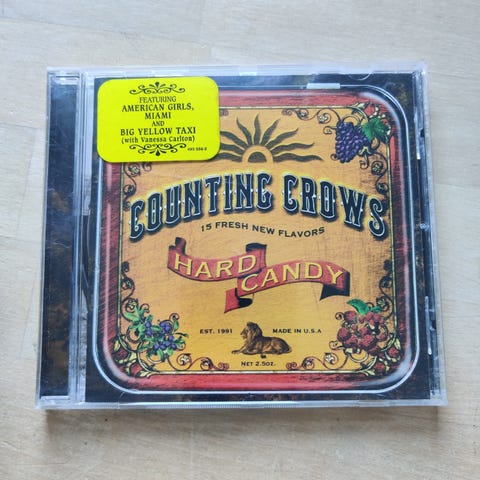 FEATURING
AMERICAN GIRLS,
MIAMI
AND
BIG YELLOW TAXI
(with Vanessa Carlton)
COUNTING CROWS
15 FRESH NEW FLAVORS
HARD
CANDY
EST. 1991
MADE IN U.S.A
NET 2.5oz.